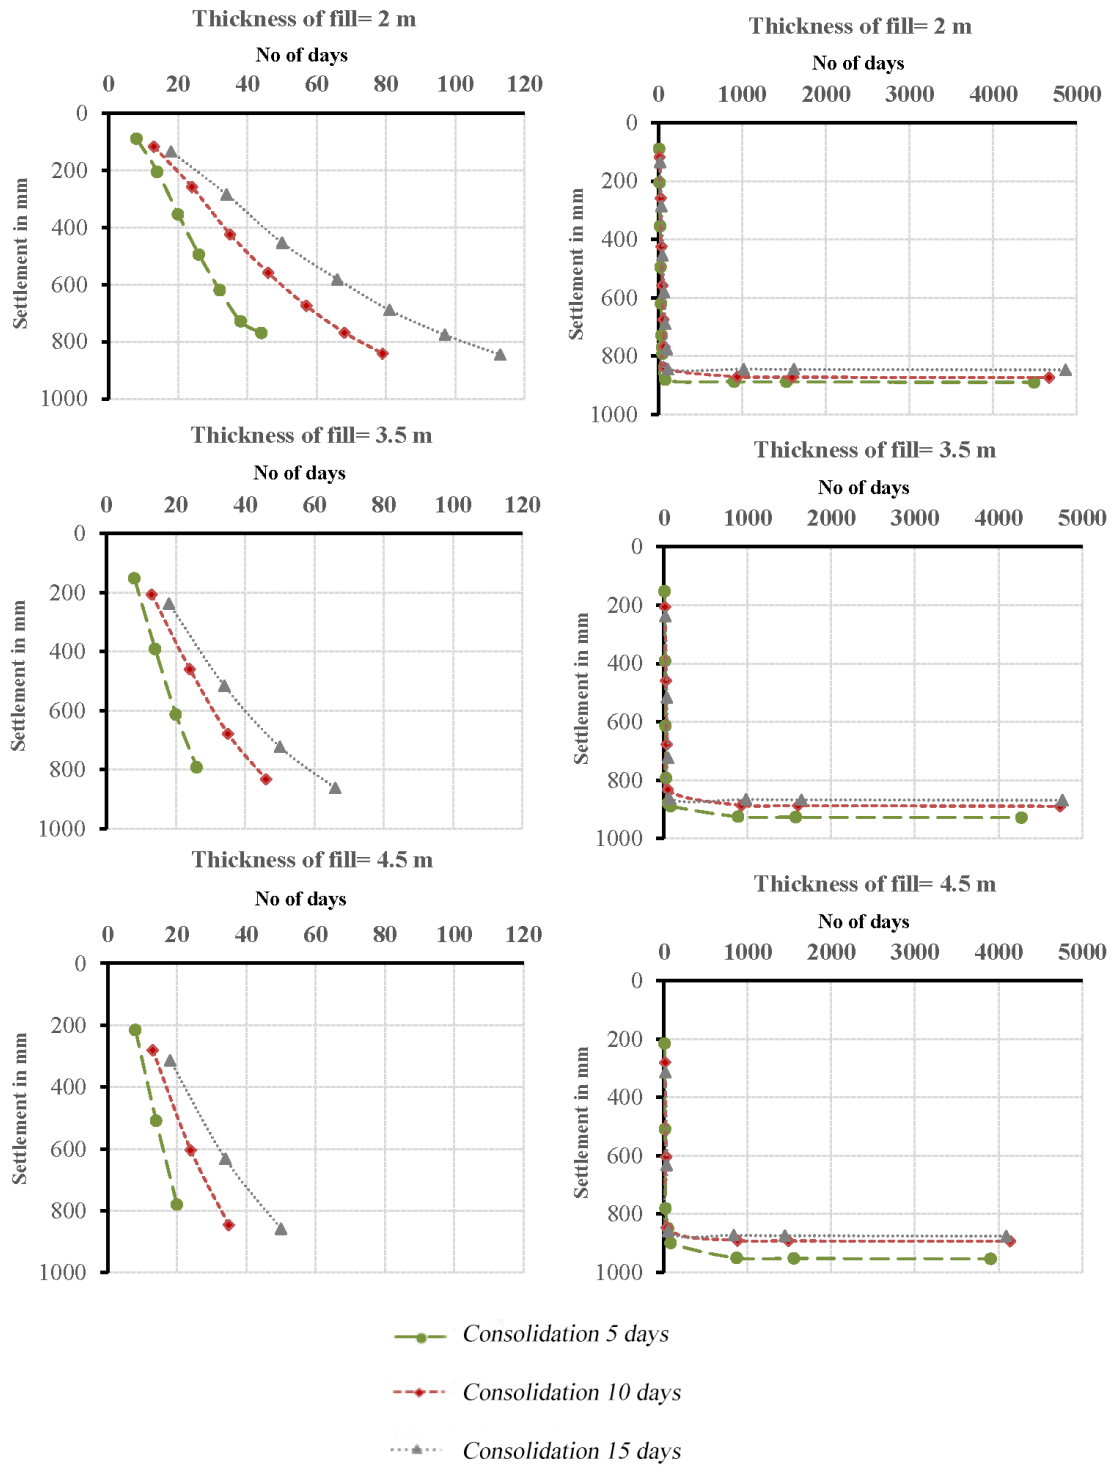 Thickness of fill= 2 m
No of days
0 20 40 60 80 100 120
0
200
400
600
800
1000
Settlement in mm
Thickness of fill= 2 m
No of days
0 1000 2000 3000 4000 5000
0
200
400
600
800
1000
Settlement in mm
Thickness of fill= 3.5 m
No of days
0 20 40 60 80 100 120
0
200
400
600
800
1000
Settlement in mm
Thickness of fill= 3.5 m
No of days
0 1000 2000 3000 4000 5000
0
200
400
600
800
1000
Settlement in mm
Thickness of fill= 4.5 m
No of days
0 20 40 60 80 100 120
0
200
400
600
800
1000
Settlement in mm
Thickness of fill= 4.5 m
No of days
0 1000 2000 3000 4000 5000
0
200
400
600
800
1000
Settlement in mm
Consolidation 5 days
Consolidation 10 days
Consolidation 15 days